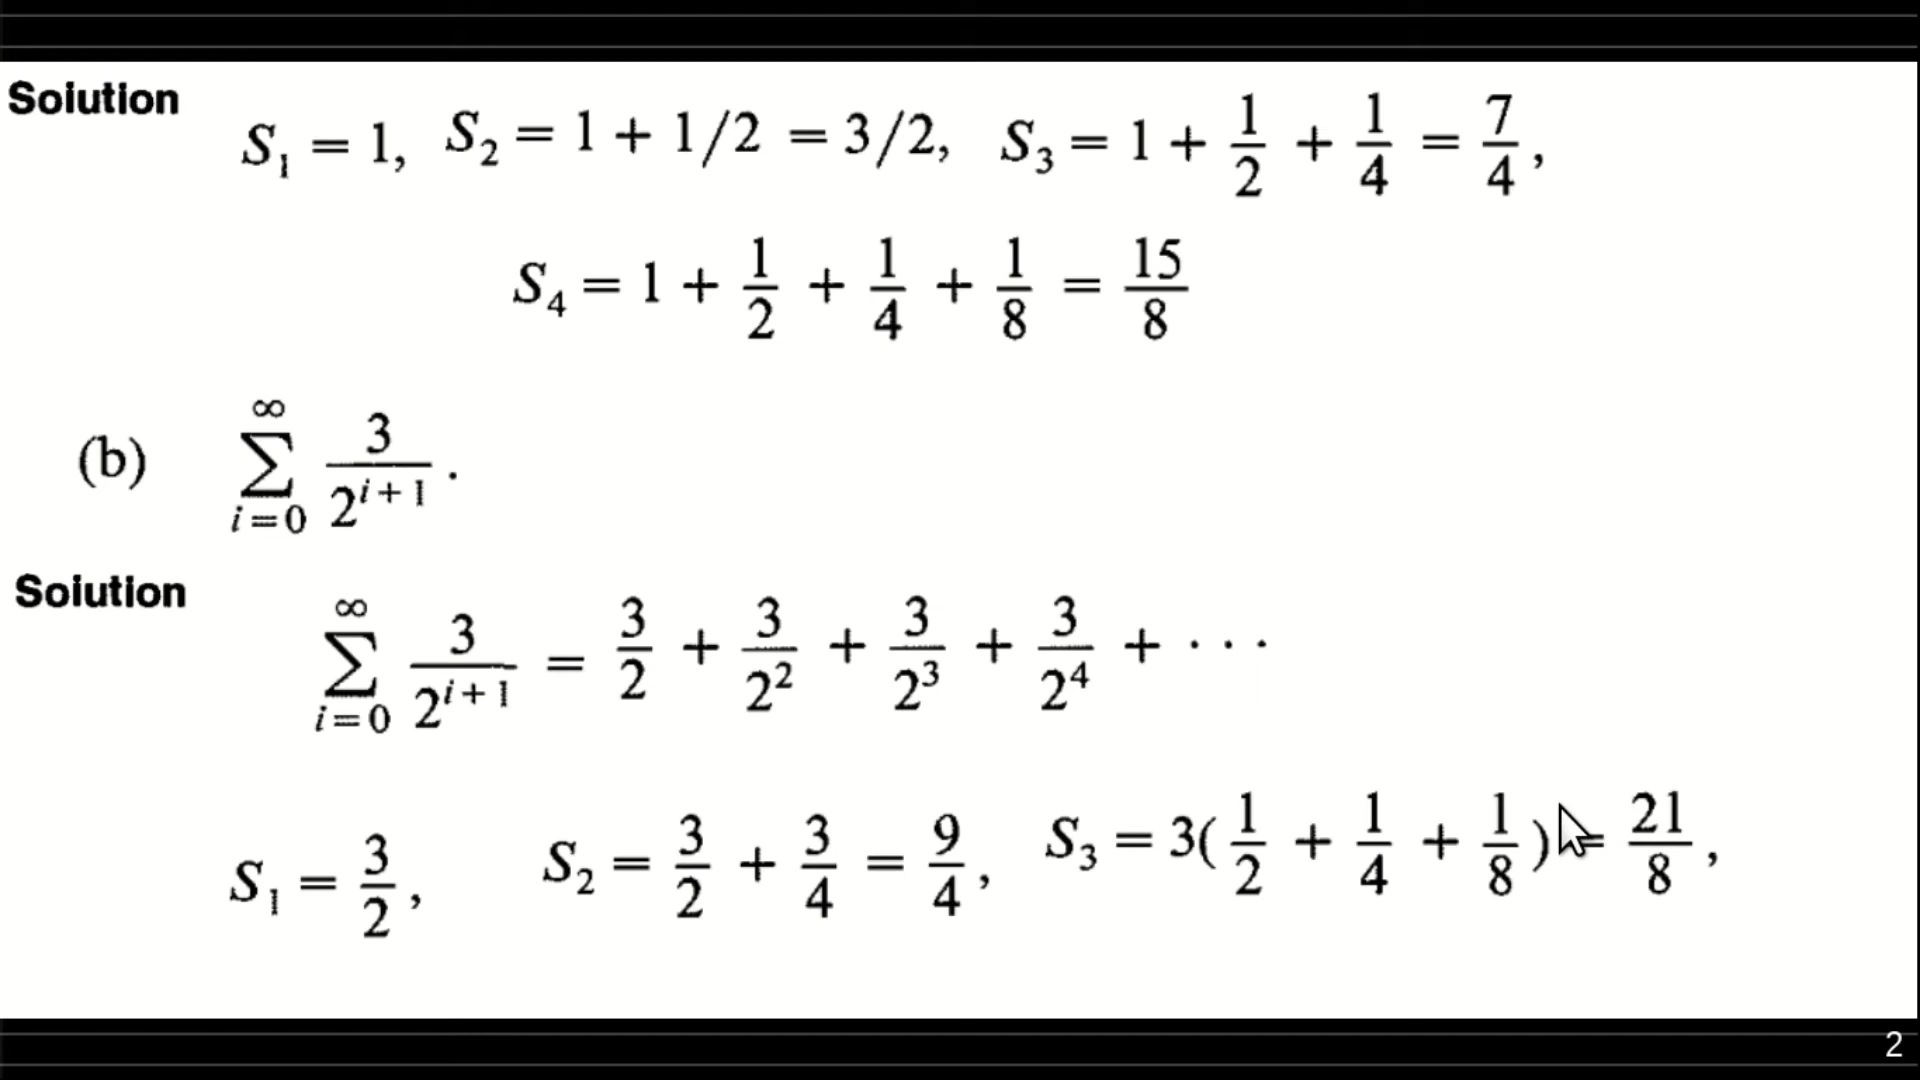 Solution
S₁ = 1, S₂ = 1 + 1/2 = 3/2, S₃ = 1 + 1/2 + 1/4 = 7/4,
S₄ = 1 + 1/2 + 1/4 + 1/8 = 15/8
(b) ∑_{i=0}^{∞} 3/2^{i+1} .
Solution
∑_{i=0}^{∞} 3/2^{i+1} = 3/2 + 3/2² + 3/2³ + 3/2⁴ + · · ·
S₁ = 3/2, S₂ = 3/2 + 3/4 = 9/4, S₃ = 3(1/2 + 1/4 + 1/8) = 21/8,
2